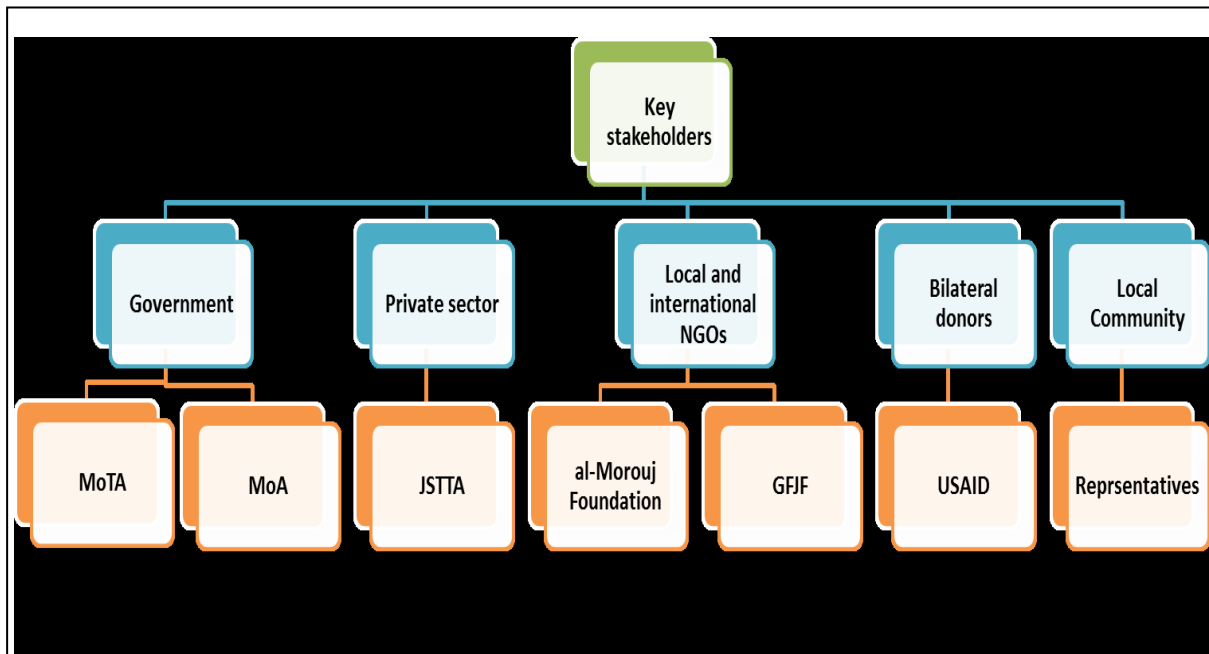 Key
stakeholders
Government
Private sector
Local and
international
NGOs
Bilateral
donors
Local
Community
MoTA
MoA
JSTTA
al-Morouj
Foundation
GFJF
USAID
Reprsentatives